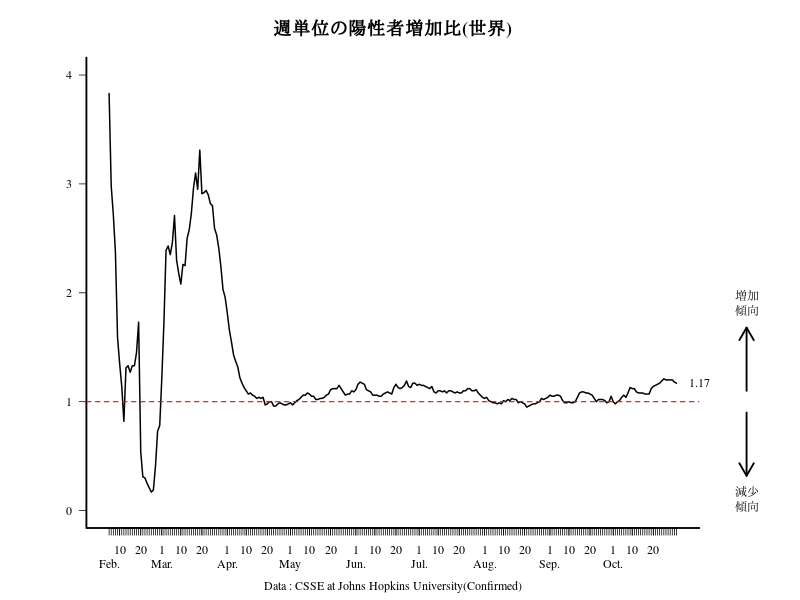 週単位の陽性者増加比(世界)
4
3
2
1
0
増加
傾向
1.17
減少
傾向
10 20 1 10 20 1 10 20 1 10 20 1 10 20 1 10 20 1 10 20 1 10 20 1 10 20
Feb. Mar. Apr. May Jun. Jul. Aug. Sep. Oct.
Data : CSSE at Johns Hopkins University(Confirmed)